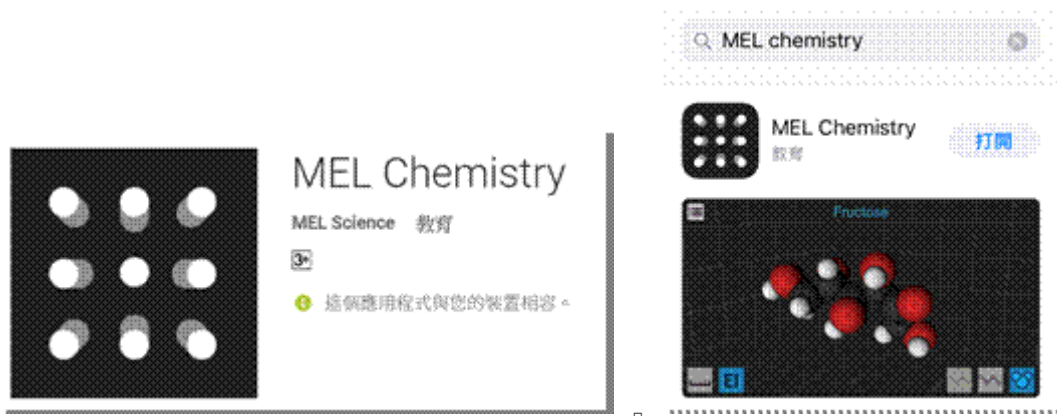 MEL Chemistry
MEL Science 教育
3+
這個應用程式與您的裝置相容。
MEL chemistry
MEL Chemistry
打開
教育
Fructose
El